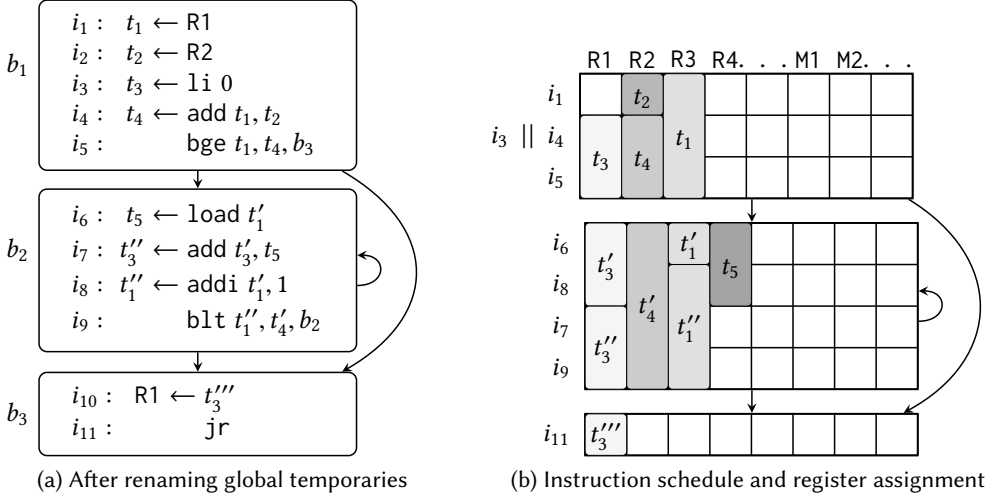 b₁
i₁ : t₁ ← R1
i₂ : t₂ ← R2
i₃ : t₃ ← li 0
i₄ : t₄ ← add t₁, t₂
i₅ : bge t₁, t₄, b₃
b₂
i₆ : t₅ ← load t₁′
i₇ : t₃″ ← add t₃′, t₅
i₈ : t₁″ ← addi t₁′, 1
i₉ : blt t₁″, t₄′, b₂
b₃
i₁₀ : R1 ← t₃‴
i₁₁ : jr
(a) After renaming global temporaries
R1 R2 R3 R4 . . . M1 M2 . . .
i₁ t₂
i₃ || i₄ t₃ t₄ t₁
i₅
i₆ t₃′ t₄′ t₁′ t₅
i₈ t₁″
i₇ t₃″
i₉
i₁₁ t₃‴
(b) Instruction schedule and register assignment